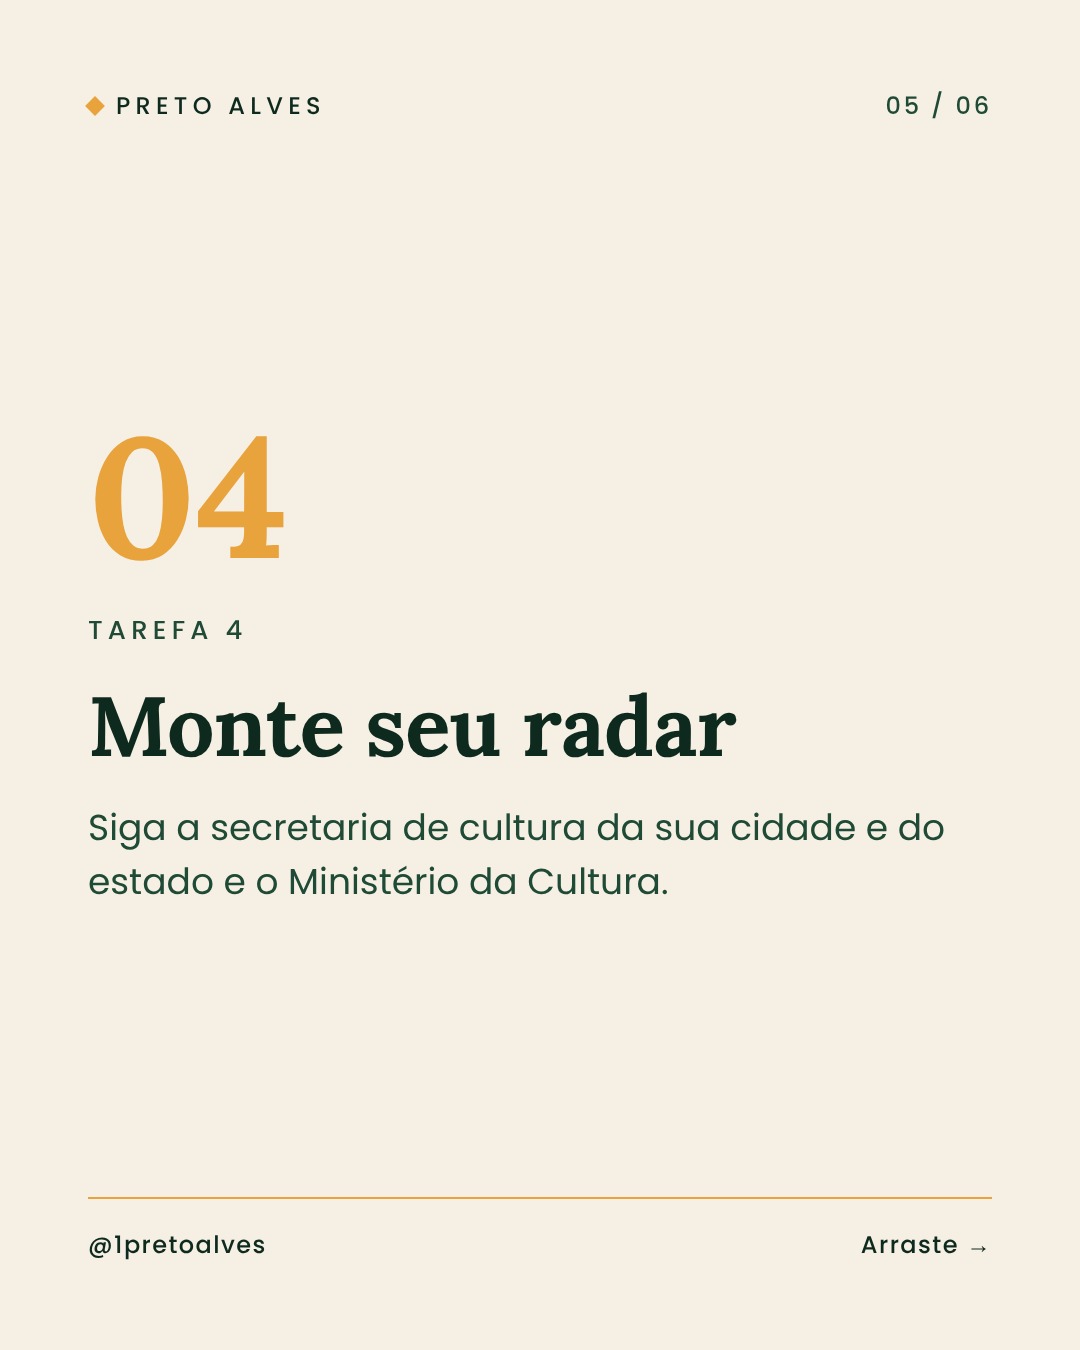 PRETO ALVES
05 / 06
04
TAREFA 4
Monte seu radar
Siga a secretaria de cultura da sua cidade e do
estado e o Ministério da Cultura.
@1pretoalves
Arraste →